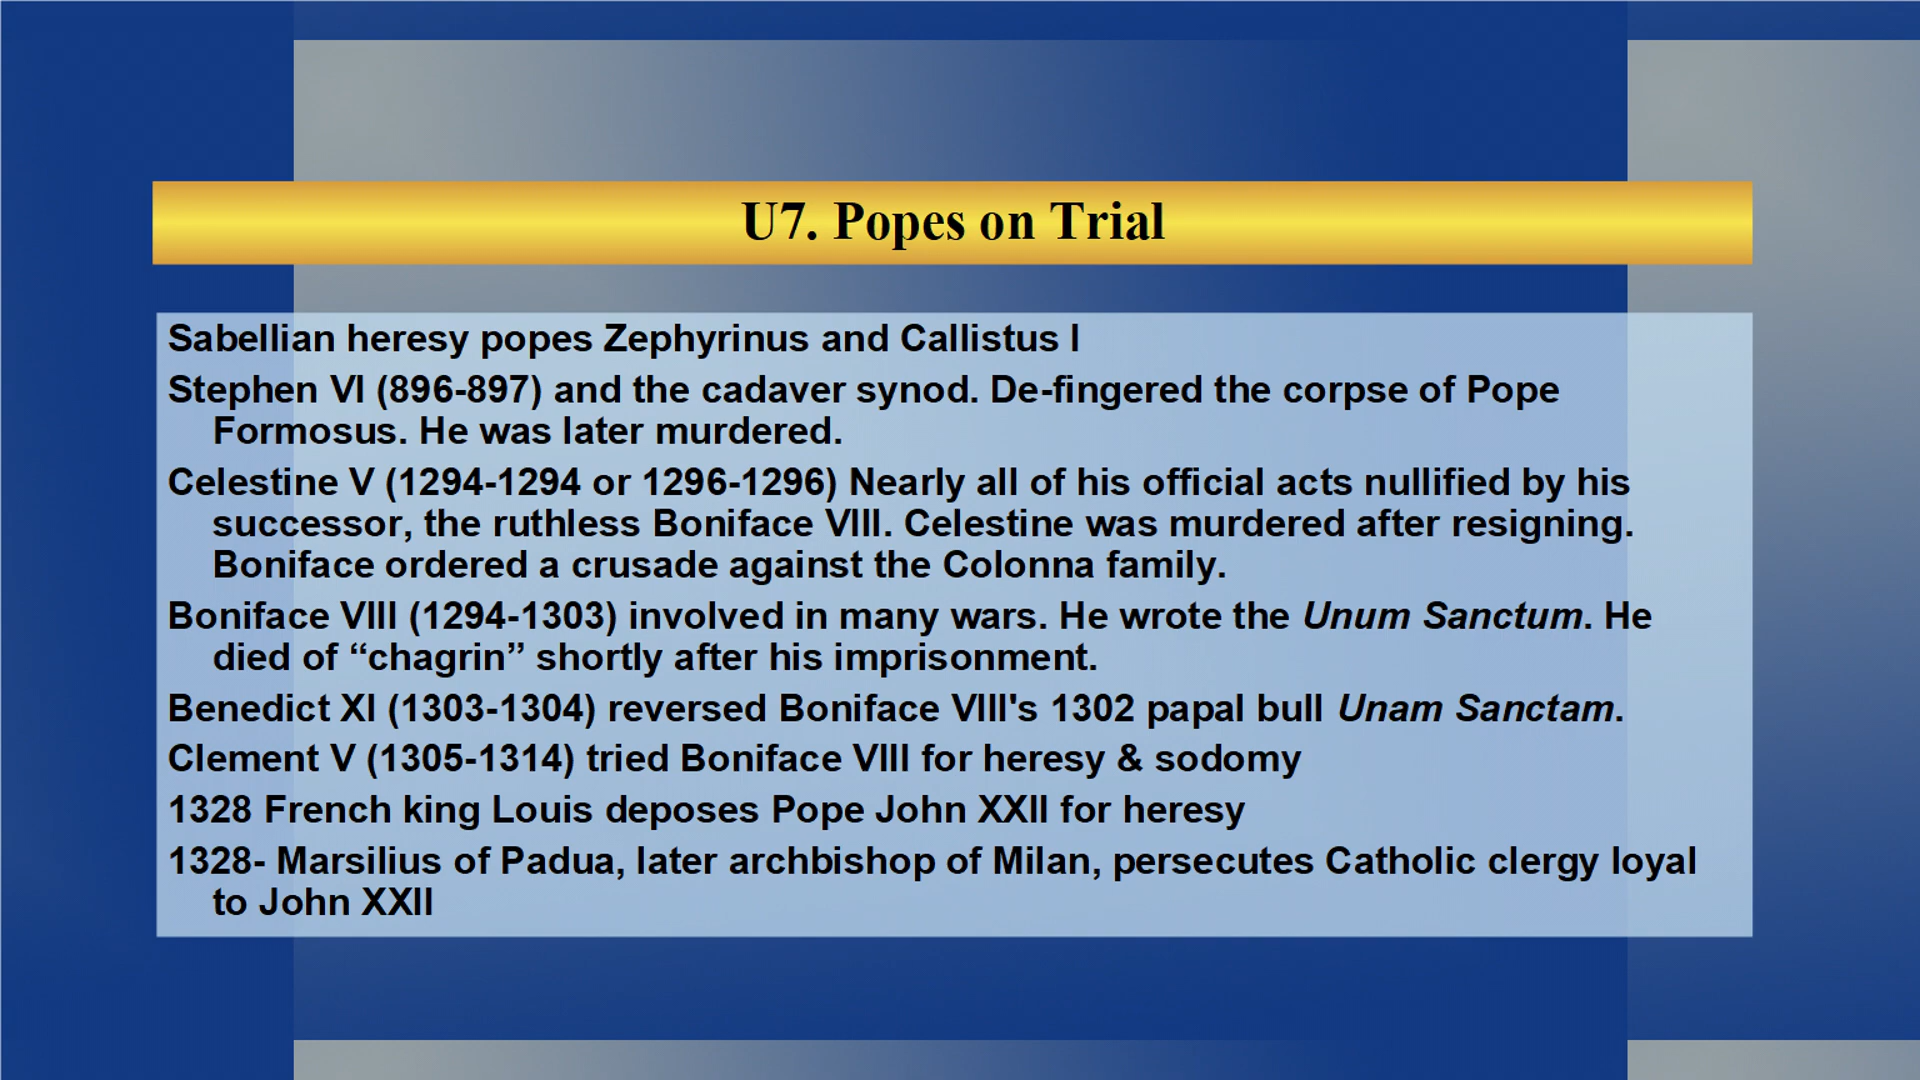 U7. Popes on Trial
Sabellian heresy popes Zephyrinus and Callistus I
Stephen VI (896-897) and the cadaver synod. De-fingered the corpse of Pope
Formosus. He was later murdered.
Celestine V (1294-1294 or 1296-1296) Nearly all of his official acts nullified by his
successor, the ruthless Boniface VIII. Celestine was murdered after resigning.
Boniface ordered a crusade against the Colonna family.
Boniface VIII (1294-1303) involved in many wars. He wrote the Unum Sanctum. He
died of “chagrin” shortly after his imprisonment.
Benedict XI (1303-1304) reversed Boniface VIII's 1302 papal bull Unam Sanctam.
Clement V (1305-1314) tried Boniface VIII for heresy & sodomy
1328 French king Louis deposes Pope John XXII for heresy
1328- Marsilius of Padua, later archbishop of Milan, persecutes Catholic clergy loyal
to John XXII